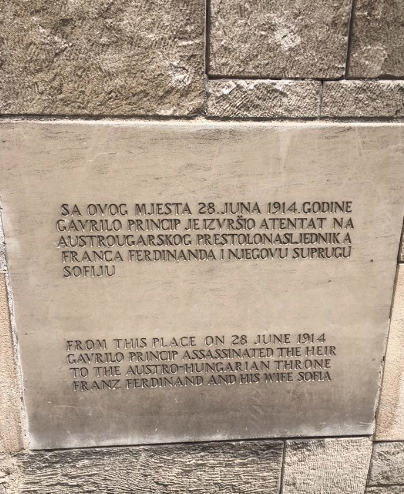 SA OVOG MJESTA 28.JUNA 1914.GODINE
GAVRILO PRINCIP JE IZVRŠIO ATENTAT NA
AUSTROUGARSKOG PRESTOLONASLJEDNIKA
FRANCA FERDINANDA I NJEGOVU SUPRUGU
SOFIJU
FROM THIS PLACE ON 28 JUNE 1914
GAVRILO PRINCIP ASSASSINATED THE HEIR
TO THE AUSTRO-HUNGARIAN THRONE
FRANZ FERDINAND AND HIS WIFE SOFIA